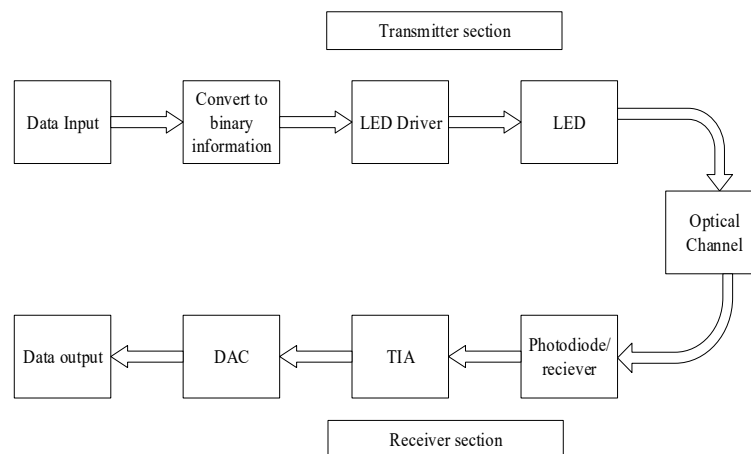 Transmitter section
Data Input
Convert to
binary
information
LED Driver
LED
Optical
Channel
Data output
DAC
TIA
Photodiode/
reciever
Receiver section